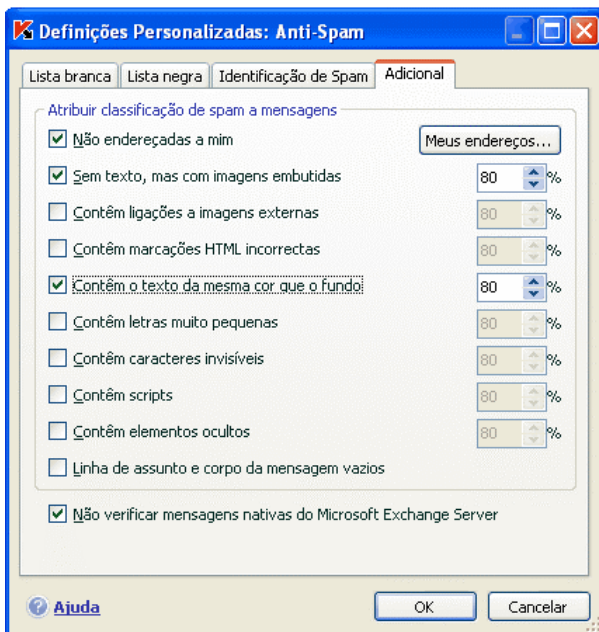 Definições Personalizadas: Anti-Spam
Lista branca Lista negra Identificação de Spam Adicional
Atribuir classificação de spam a mensagens
Não endereçadas a mim Meus endereços...
Sem texto, mas com imagens embutidas 80 %
Contêm ligações a imagens externas 80 %
Contêm marcações HTML incorrectas 80 %
Contêm o texto da mesma cor que o fundo 80 %
Contêm letras muito pequenas 80 %
Contêm caracteres invisíveis 80 %
Contêm scripts 80 %
Contêm elementos ocultos 80 %
Linha de assunto e corpo da mensagem vazios
Não verificar mensagens nativas do Microsoft Exchange Server
Ajuda OK Cancelar